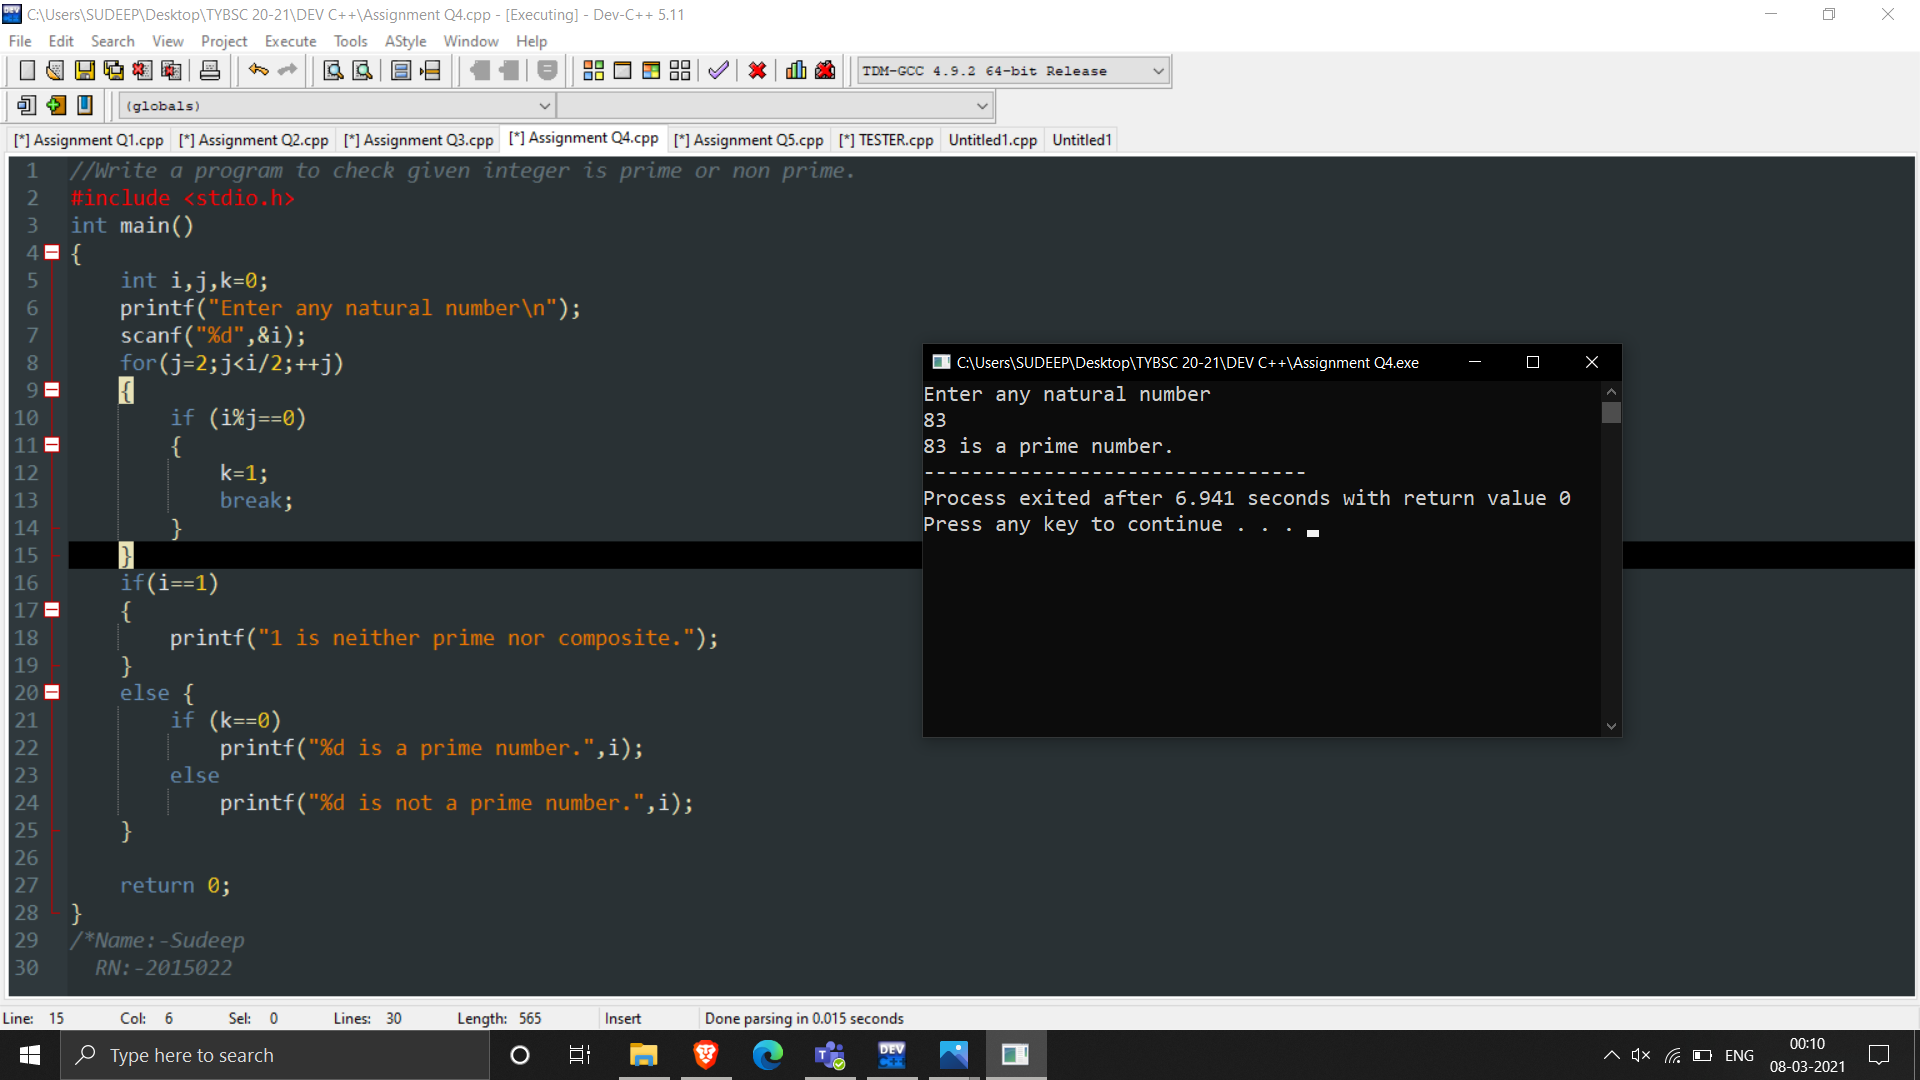 C:\Users\SUDEEP\Desktop\TYBSC 20-21\DEV C++\Assignment Q4.cpp - [Executing] - Dev-C++ 5.11
File Edit Search View Project Execute Tools AStyle Window Help
TDM-GCC 4.9.2 64-bit Release
(globals)
[*] Assignment Q1.cpp [*] Assignment Q2.cpp [*] Assignment Q3.cpp [*] Assignment Q4.cpp [*] Assignment Q5.cpp [*] TESTER.cpp Untitled1.cpp Untitled1
1 //Write a program to check given integer is prime or non prime.
2 #include <stdio.h>
3 int main()
4 {
5 int i,j,k=0;
6 printf("Enter any natural number\n");
7 scanf("%d",&i);
8 for(j=2;j<i/2;++j)
9 {
10 if (i%j==0)
11 {
12 k=1;
13 break;
14 }
15 }
16 if(i==1)
17 {
18 printf("1 is neither prime nor composite.");
19 }
20 else {
21 if (k==0)
22 printf("%d is a prime number.",i);
23 else
24 printf("%d is not a prime number.",i);
25 }
26
27 return 0;
28 }
29 /*Name:-Sudeep
30 RN:-2015022
C:\Users\SUDEEP\Desktop\TYBSC 20-21\DEV C++\Assignment Q4.exe
Enter any natural number
83
83 is a prime number.
--------------------------------
Process exited after 6.941 seconds with return value 0
Press any key to continue . . .
Line: 15 Col: 6 Sel: 0 Lines: 30 Length: 565 Insert Done parsing in 0.015 seconds
Type here to search
DEV C++
ENG
00:10
08-03-2021